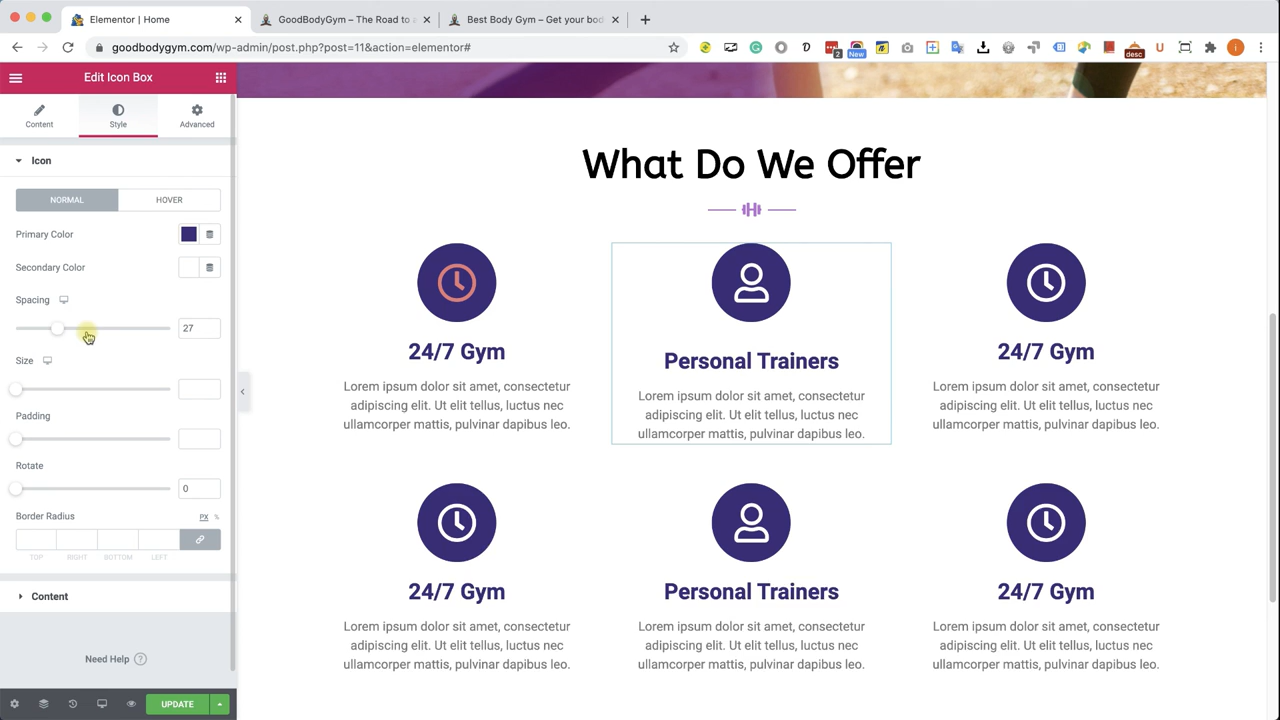 Elementor | Home
GoodBodyGym – The Road to a
Best Body Gym – Get your bod
goodbodygym.com/wp-admin/post.php?post=11&action=elementor#
2
New
desc
i
Edit Icon Box
Content
Style
Advanced
Icon
NORMAL
HOVER
Primary Color
Secondary Color
Spacing
27
Size
Padding
Rotate
0
Border Radius
PX %
TOP RIGHT BOTTOM LEFT
Content
Need Help ?
UPDATE
What Do We Offer
24/7 Gym
Lorem ipsum dolor sit amet, consectetur
adipiscing elit. Ut elit tellus, luctus nec
ullamcorper mattis, pulvinar dapibus leo.
Personal Trainers
Lorem ipsum dolor sit amet, consectetur
adipiscing elit. Ut elit tellus, luctus nec
ullamcorper mattis, pulvinar dapibus leo.
24/7 Gym
Lorem ipsum dolor sit amet, consectetur
adipiscing elit. Ut elit tellus, luctus nec
ullamcorper mattis, pulvinar dapibus leo.
24/7 Gym
Lorem ipsum dolor sit amet, consectetur
adipiscing elit. Ut elit tellus, luctus nec
ullamcorper mattis, pulvinar dapibus leo.
Personal Trainers
Lorem ipsum dolor sit amet, consectetur
adipiscing elit. Ut elit tellus, luctus nec
ullamcorper mattis, pulvinar dapibus leo.
24/7 Gym
Lorem ipsum dolor sit amet, consectetur
adipiscing elit. Ut elit tellus, luctus nec
ullamcorper mattis, pulvinar dapibus leo.